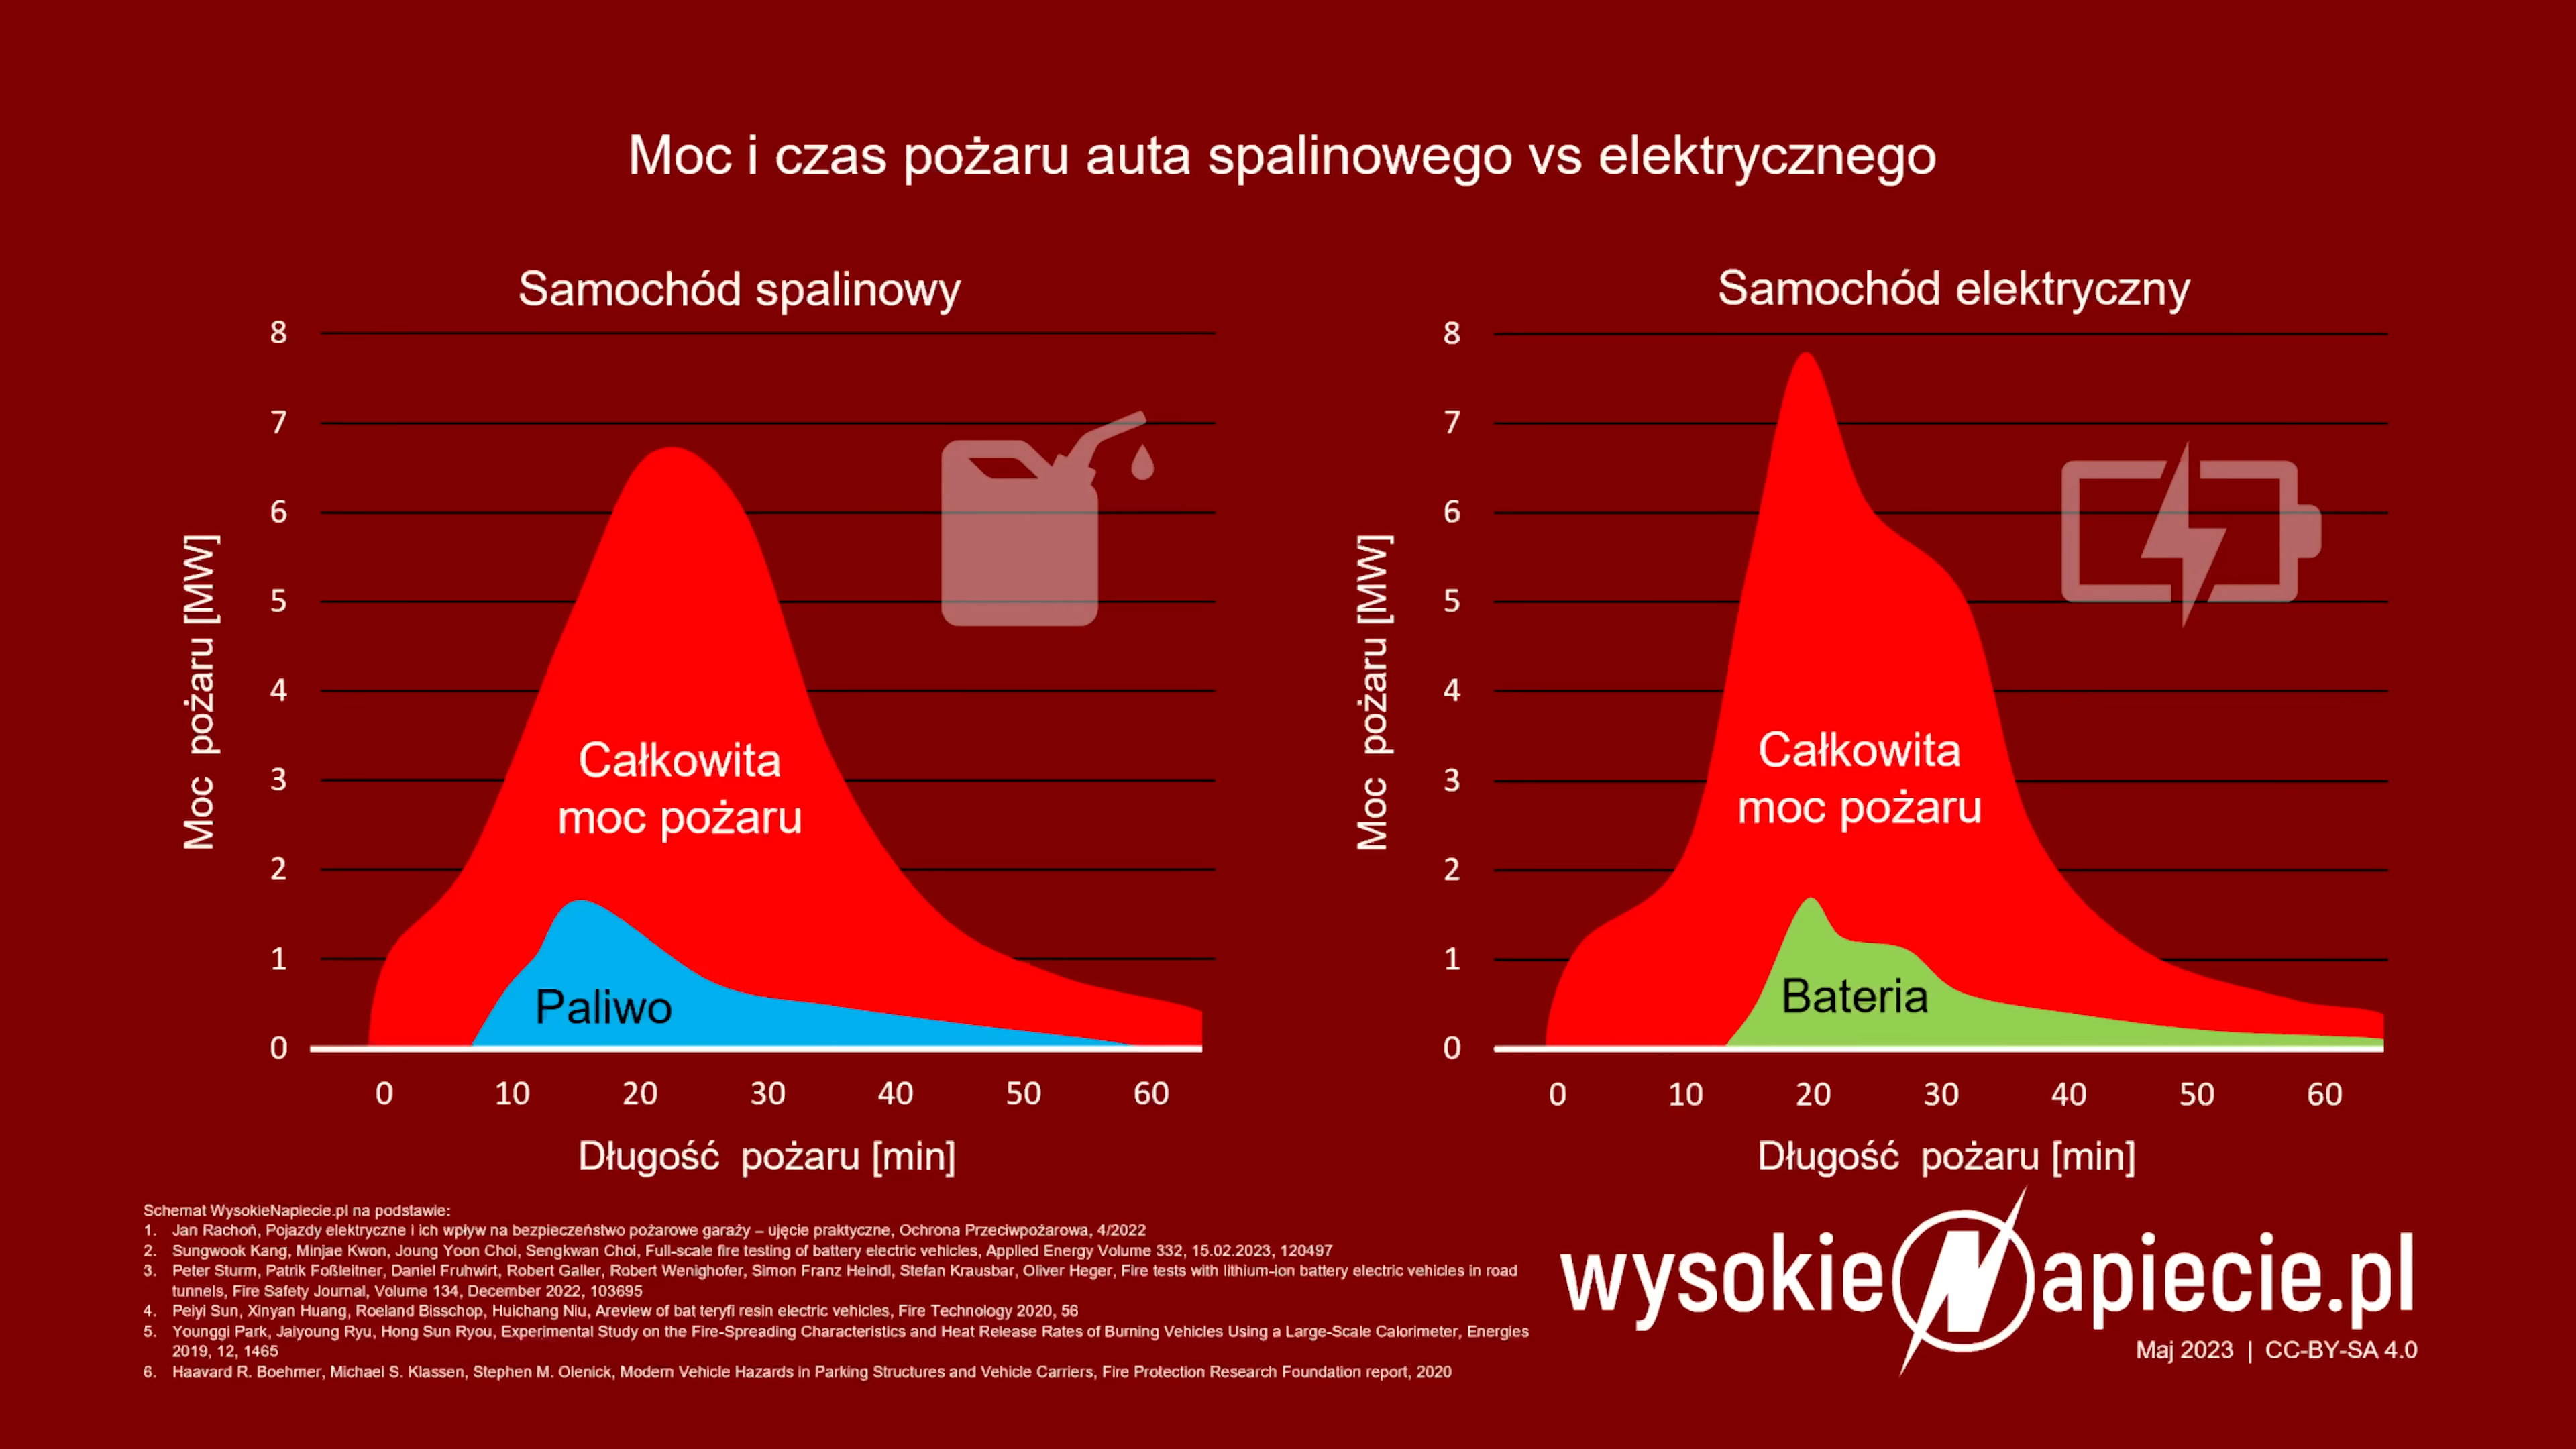 Moc i czas pożaru auta spalinowego vs elektrycznego
Samochód spalinowy
8
7
6
5
4
3
2
1
0
Moc pożaru [MW]
Całkowita
moc pożaru
Paliwo
0 10 20 30 40 50 60
Długość pożaru [min]
Samochód elektryczny
8
7
6
5
4
3
2
1
0
Moc pożaru [MW]
Całkowita
moc pożaru
Bateria
0 10 20 30 40 50 60
Długość pożaru [min]
Schemat WysokieNapiecie.pl na podstawie:
1. Jan Rachoń, Pojazdy elektryczne i ich wpływ na bezpieczeństwo pożarowe garaży – ujęcie praktyczne, Ochrona Przeciwpożarowa, 4/2022
2. Sungwook Kang, Minjae Kwon, Joung Yoon Choi, Sengkwan Choi, Full-scale fire testing of battery electric vehicles, Applied Energy Volume 332, 15.02.2023, 120497
3. Peter Sturm, Patrik Foßleitner, Daniel Fruhwirt, Robert Galler, Robert Wenighofer, Simon Franz Heindl, Stefan Krausbar, Oliver Heger, Fire tests with lithium-ion battery electric vehicles in road
tunnels, Fire Safety Journal, Volume 134, December 2022, 103695
4. Peiyi Sun, Xinyan Huang, Roeland Bisschop, Huichang Niu, Areview of bat teryfi resin electric vehicles, Fire Technology 2020, 56
5. Younggi Park, Jaiyoung Ryu, Hong Sun Ryou, Experimental Study on the Fire-Spreading Characteristics and Heat Release Rates of Burning Vehicles Using a Large-Scale Calorimeter, Energies
2019, 12, 1465
6. Haavard R. Boehmer, Michael S. Klassen, Stephen M. Olenick, Modern Vehicle Hazards in Parking Structures and Vehicle Carriers, Fire Protection Research Foundation report, 2020
wysokieNapiecie.pl
Maj 2023 | CC-BY-SA 4.0